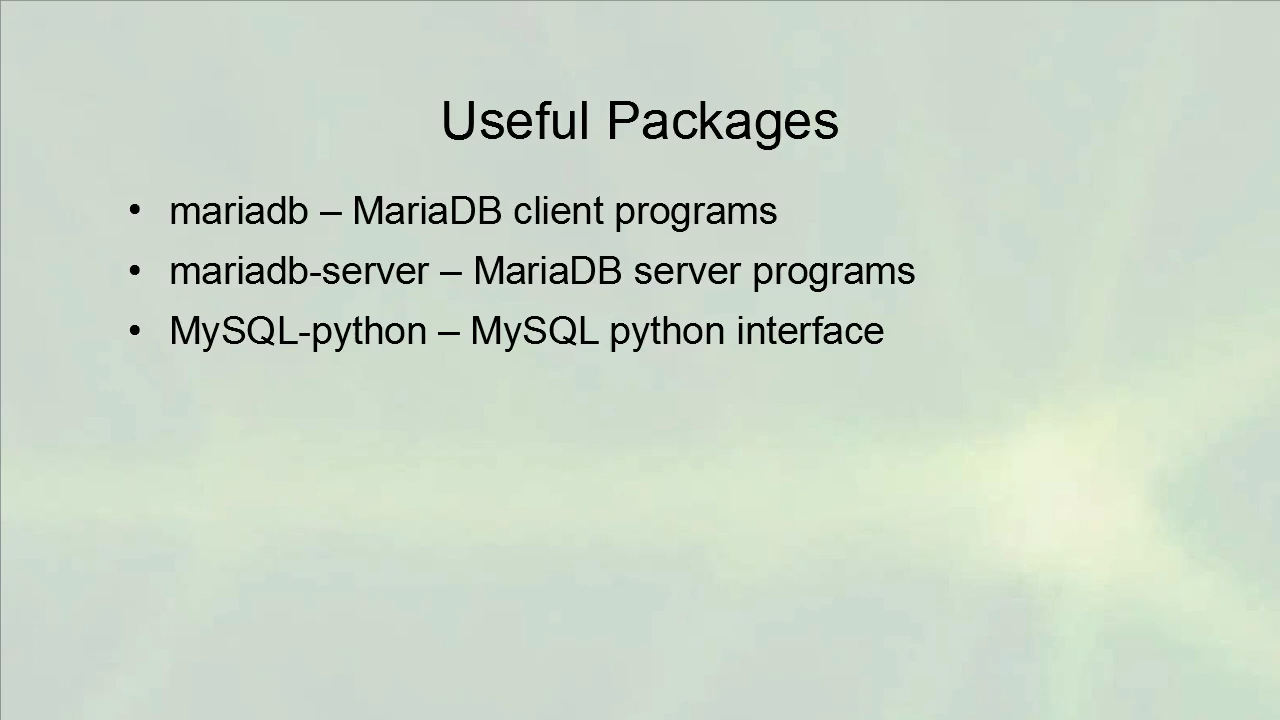 Useful Packages
• mariadb – MariaDB client programs
• mariadb-server – MariaDB server programs
• MySQL-python – MySQL python interface